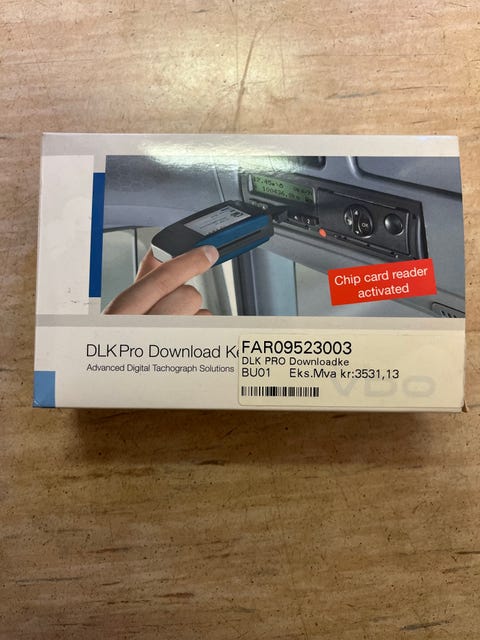 Chip card reader
activated
DLK Pro Download Ke
Advanced Digital Tachograph Solutions
FAR09523003
DLK PRO Downloadke
BU01 Eks.Mva kr:3531,13
VDO